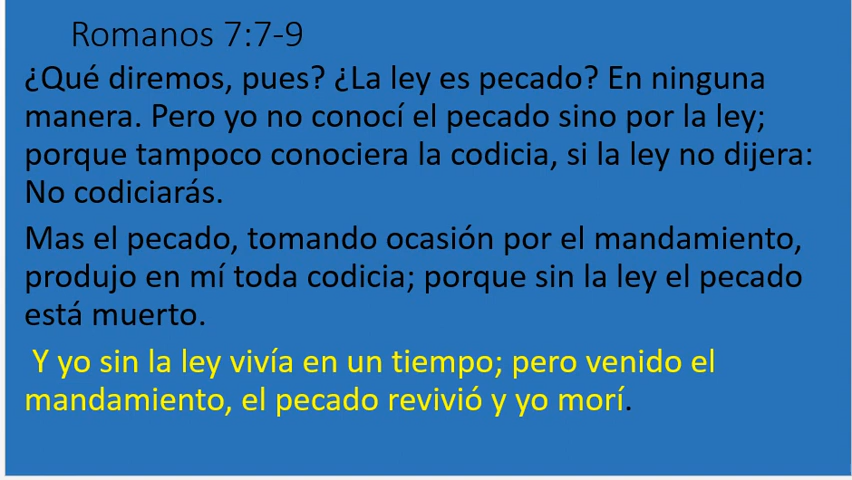 Romanos 7:7-9
¿Qué diremos, pues? ¿La ley es pecado? En ninguna
manera. Pero yo no conocí el pecado sino por la ley;
porque tampoco conociera la codicia, si la ley no dijera:
No codiciarás.
Mas el pecado, tomando ocasión por el mandamiento,
produjo en mí toda codicia; porque sin la ley el pecado
está muerto.
Y yo sin la ley vivía en un tiempo; pero venido el
mandamiento, el pecado revivió y yo morí.